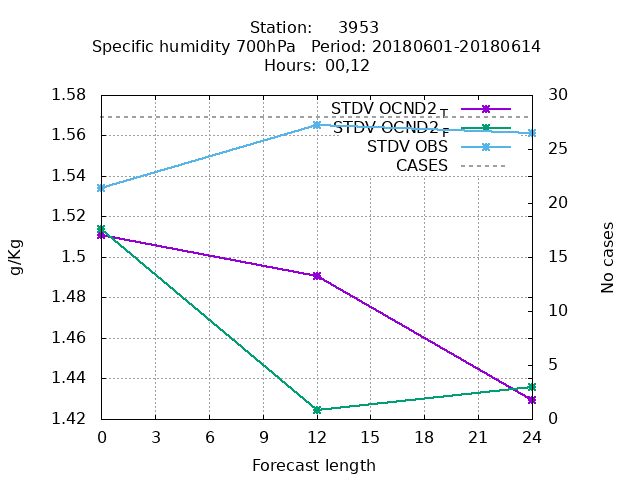 Station: 3953
Specific humidity 700hPa Period: 20180601-20180614
Hours: 00,12
1.58
1.56
1.54
1.52
1.5
1.48
1.46
1.44
1.42
g/Kg
STDV OCND2 T
STDV OCND2 F
STDV OBS
CASES
30
25
20
15
10
5
0
No cases
0 3 6 9 12 15 18 21 24
Forecast length